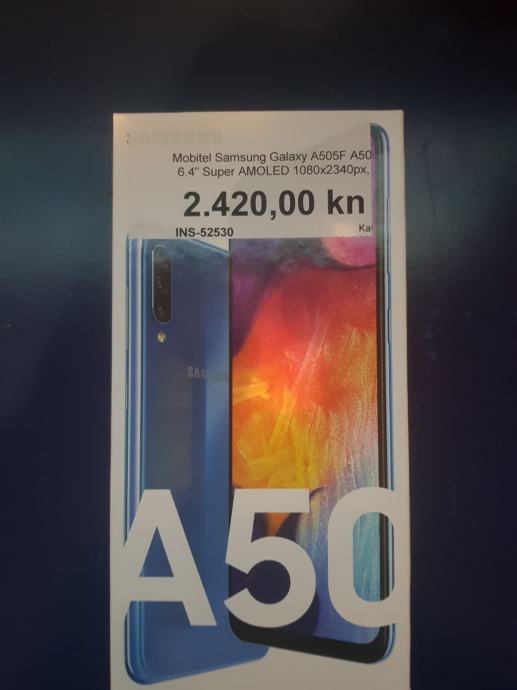 SAMSUNG
Mobitel Samsung Galaxy A505F A50
6.4" Super AMOLED 1080x2340px,
2.420,00 kn
INS-52530
Ka
SAMSUNG
A50